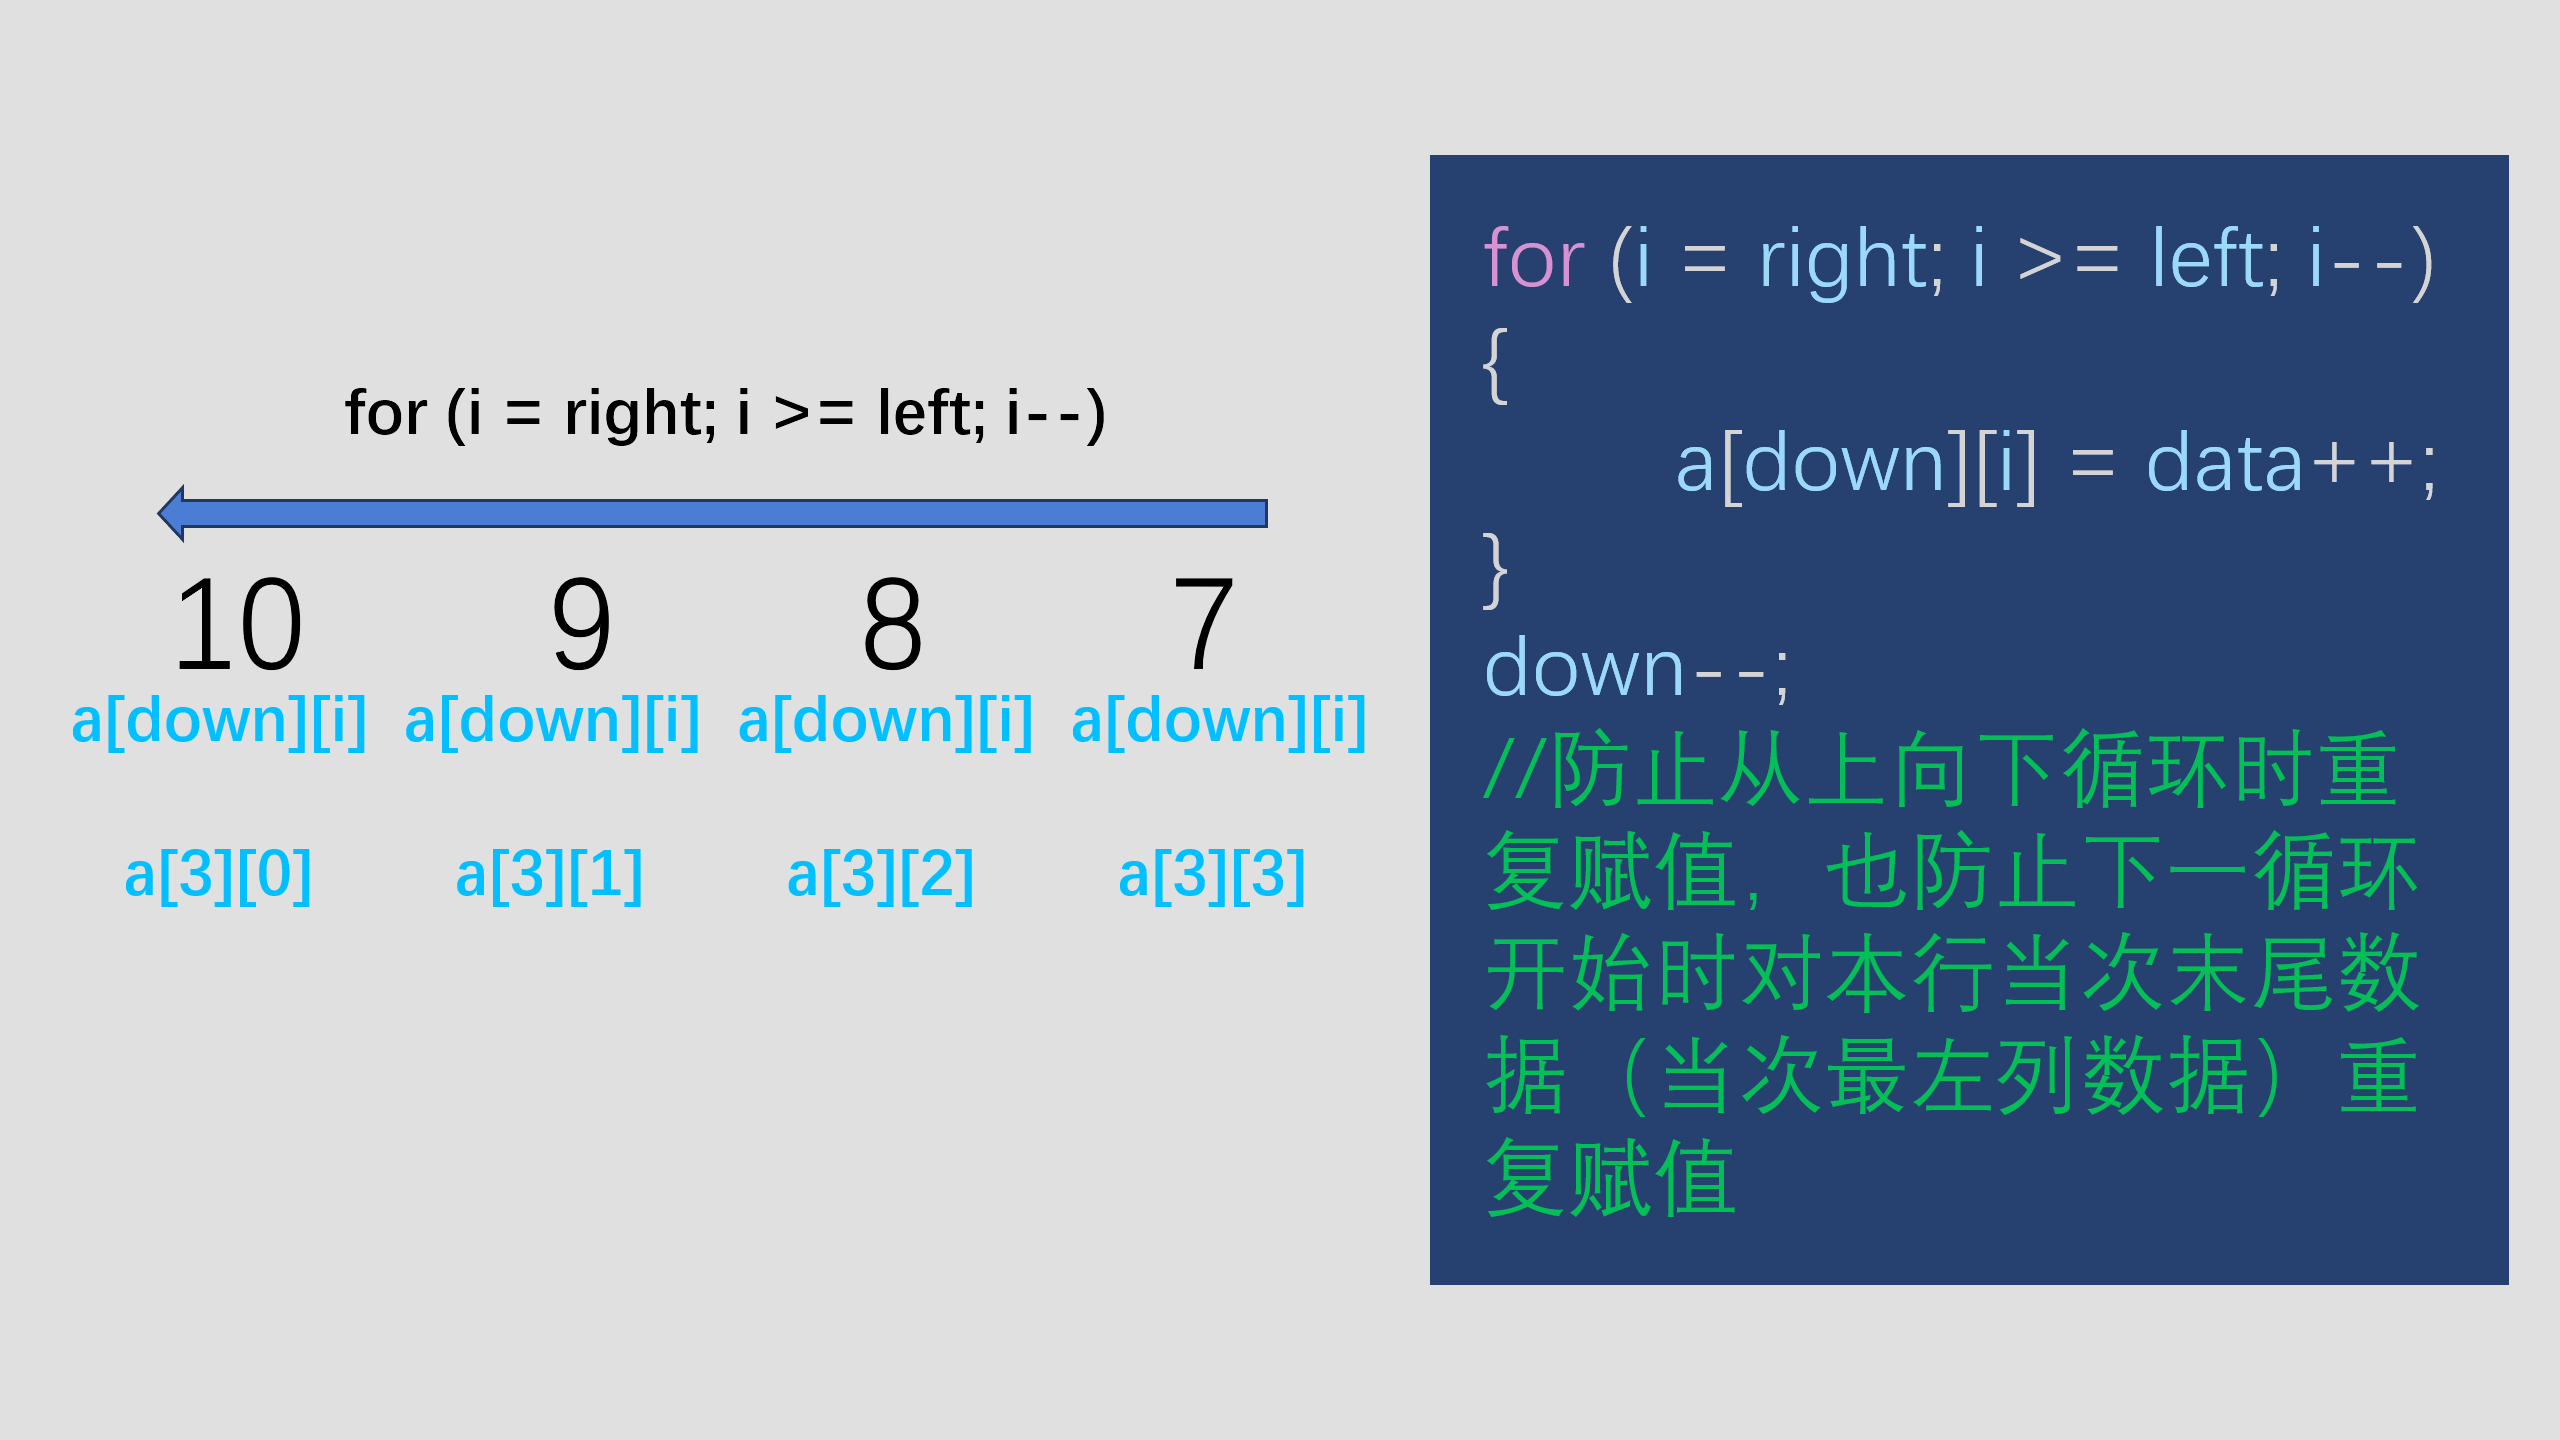 for (i = right; i >= left; i--)
10 9 8 7
a[down][i] a[down][i] a[down][i] a[down][i]
a[3][0] a[3][1] a[3][2] a[3][3]
for (i = right; i >= left; i--)
{
a[down][i] = data++;
}
down--;
//防止从上向下循环时重
复赋值，也防止下一循环
开始时对本行当次末尾数
据（当次最左列数据）重
复赋值